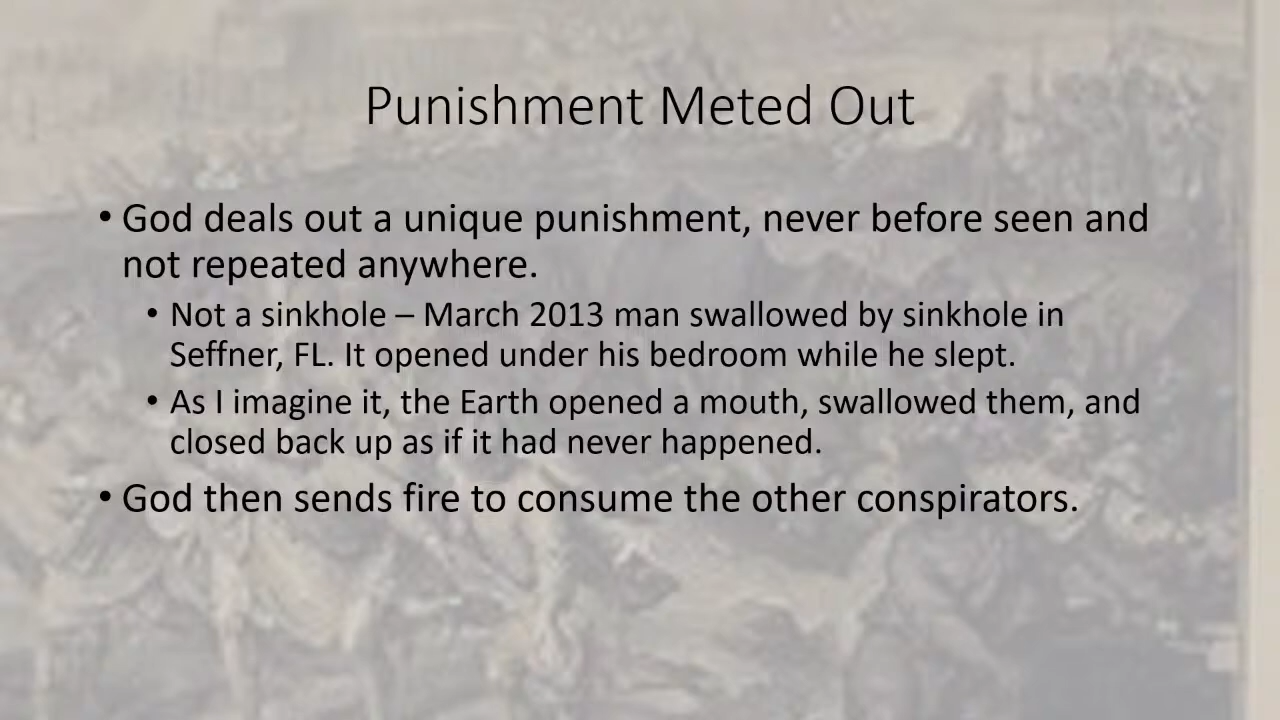 Punishment Meted Out
• God deals out a unique punishment, never before seen and
not repeated anywhere.
• Not a sinkhole – March 2013 man swallowed by sinkhole in
Seffner, FL. It opened under his bedroom while he slept.
• As I imagine it, the Earth opened a mouth, swallowed them, and
closed back up as if it had never happened.
• God then sends fire to consume the other conspirators.